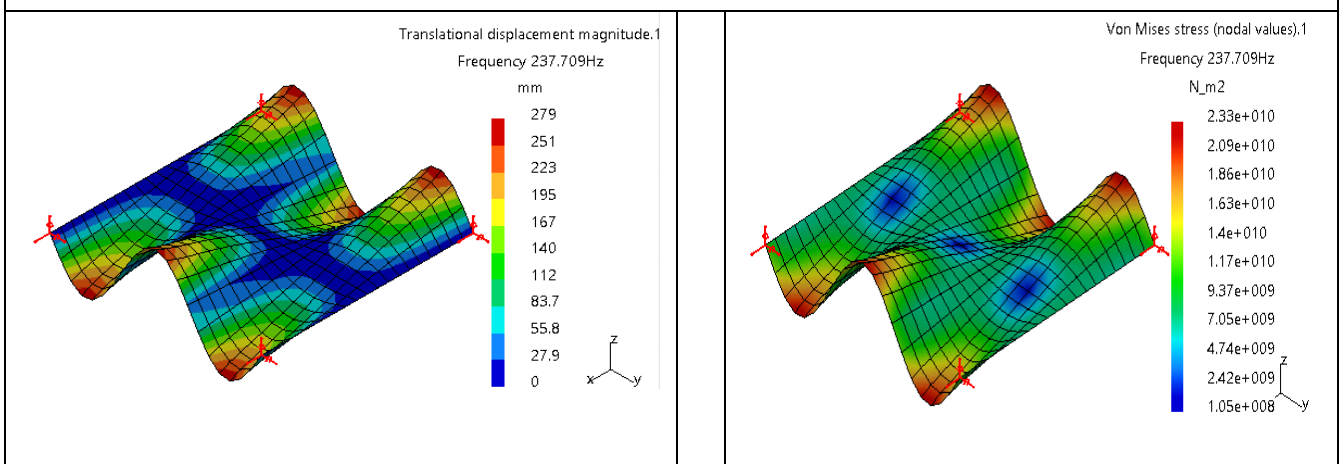 Translational displacement magnitude.1
Frequency 237.709Hz
mm
279
251
223
195
167
140
112
83.7
55.8
27.9
0
z
x
y
Von Mises stress (nodal values).1
Frequency 237.709Hz
N_m2
2.33e+010
2.09e+010
1.86e+010
1.63e+010
1.4e+010
1.17e+010
9.37e+009
7.05e+009
4.74e+009
2.42e+009
1.05e+008
z
y